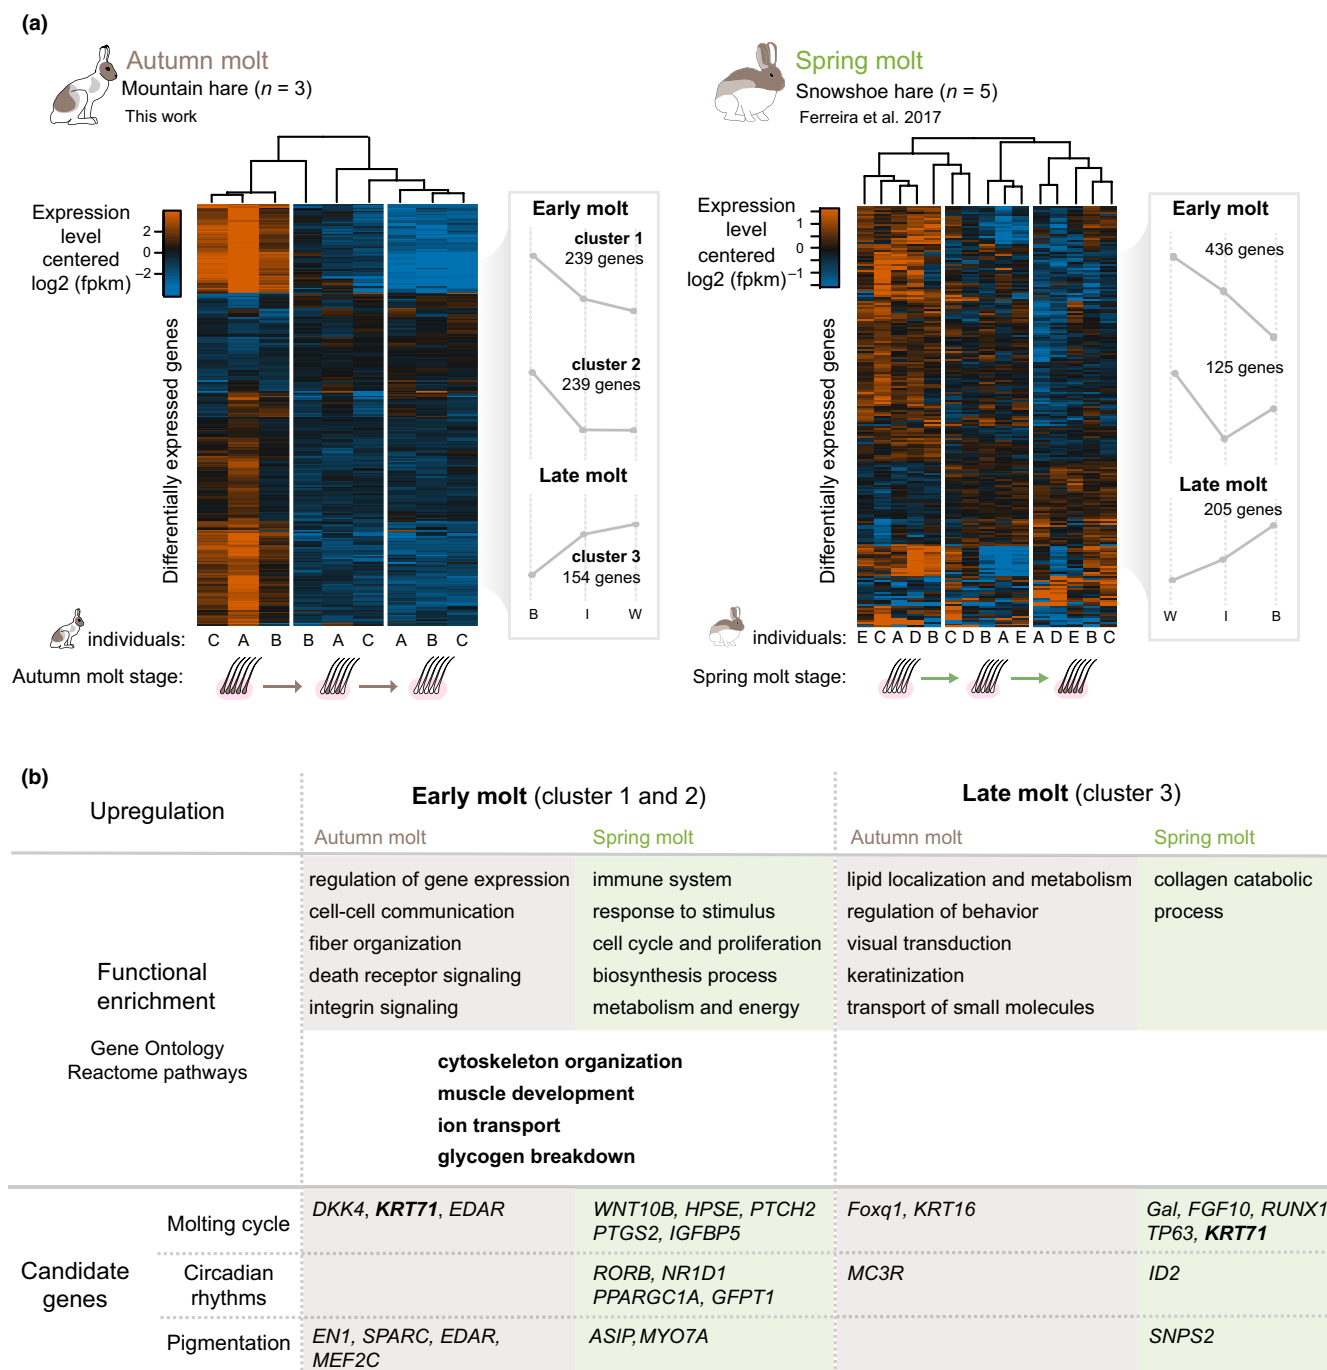 (a)
Autumn molt
Mountain hare (n = 3)
This work
Expression
level
centered
log2 (fpkm)
2
0
−2
Differentially expressed genes
Early molt
cluster 1
239 genes
cluster 2
239 genes
Late molt
cluster 3
154 genes
B I W
individuals: C A B B A C A B C
Autumn molt stage:
Spring molt
Snowshoe hare (n = 5)
Ferreira et al. 2017
Expression
level
centered
log2 (fpkm)
1
0
−1
Differentially expressed genes
Early molt
436 genes
125 genes
Late molt
205 genes
W I B
individuals: E C A D B C D B A E A D E B C
Spring molt stage:
(b)
Upregulation
Early molt (cluster 1 and 2)
Late molt (cluster 3)
Autumn molt
Spring molt
Autumn molt
Spring molt
Functional
enrichment
Gene Ontology
Reactome pathways
regulation of gene expression
cell-cell communication
fiber organization
death receptor signaling
integrin signaling
immune system
response to stimulus
cell cycle and proliferation
biosynthesis process
metabolism and energy
lipid localization and metabolism
regulation of behavior
visual transduction
keratinization
transport of small molecules
collagen catabolic
process
cytoskeleton organization
muscle development
ion transport
glycogen breakdown
Candidate
genes
Molting cycle
DKK4, KRT71, EDAR
WNT10B, HPSE, PTCH2
PTGS2, IGFBP5
Foxq1, KRT16
Gal, FGF10, RUNX1
TP63, KRT71
Circadian
rhythms
RORB, NR1D1
PPARGC1A, GFPT1
MC3R
ID2
Pigmentation
EN1, SPARC, EDAR,
MEF2C
ASIP, MYO7A
SNPS2